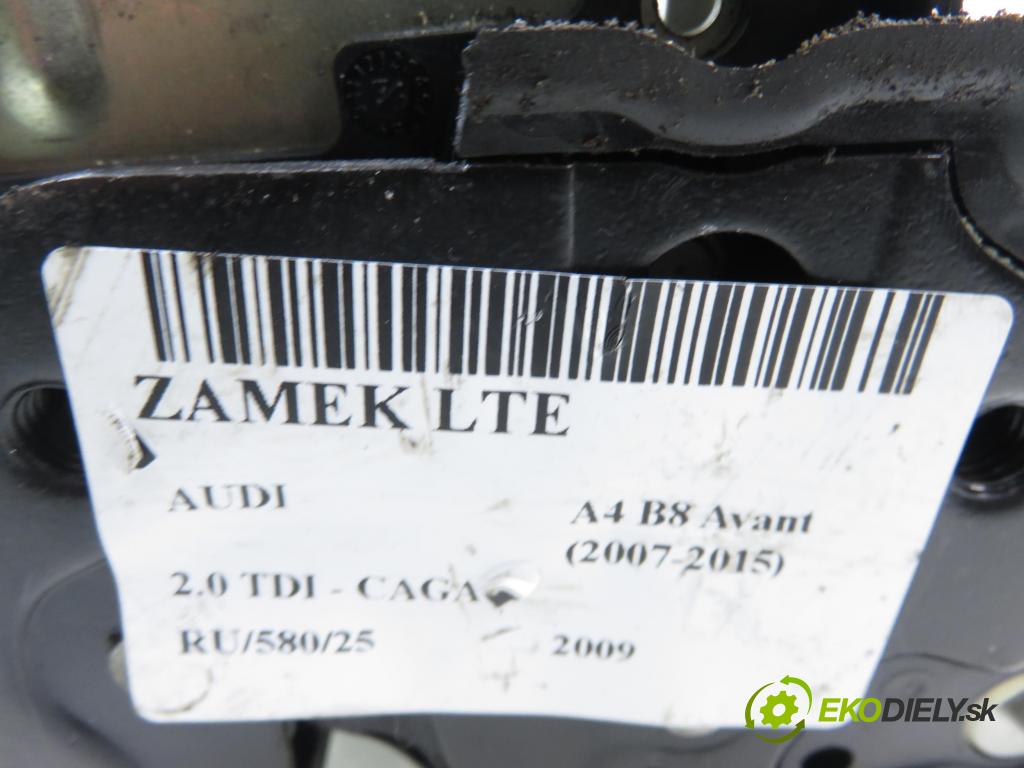 ZAMEK LTE
AUDI
A4 B8 Avant
(2007-2015)
2.0 TDI - CAGA
RU/580/25
2009
EKODIELY.sk